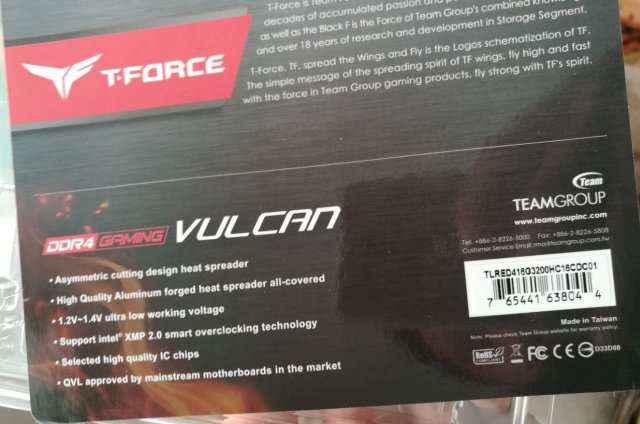 T-Force is Team
decades of accumulated passion and
as well as the Black F is the Force of Team Group's combined
and over 18 years of research and development in Storage Segment.
T-Force, TF, spread the Wings and Fly is the Logos schematization of TF.
The simple message of the spreading spirit of TF wings, fly high and fast
with the force in Team Group gaming products, fly strong with TF's spirit.
T-FORCE
DDR4 GAMING VULCAN
• Asymmetric cutting design heat spreader
• High Quality Aluminum forged heat spreader all-covered
• 1.2V~1.4V ultra low working voltage
• Support intel® XMP 2.0 smart overclocking technology
• Selected high quality IC chips
• QVL approved by mainstream motherboards in the market
Team
TEAMGROUP
www.teamgroupinc.com
Tel: +886-2-8226-5000 Fax: +886-2-8226-5808
Customer Service Email: rma@teamgroup.com.tw
TLRED416G3200HC16CDC01
7 65441 63804 4
Made in Taiwan
Note: Please check Team Group website for warranty policy.
RoHS
COMPLIANT
FC CE D33D08